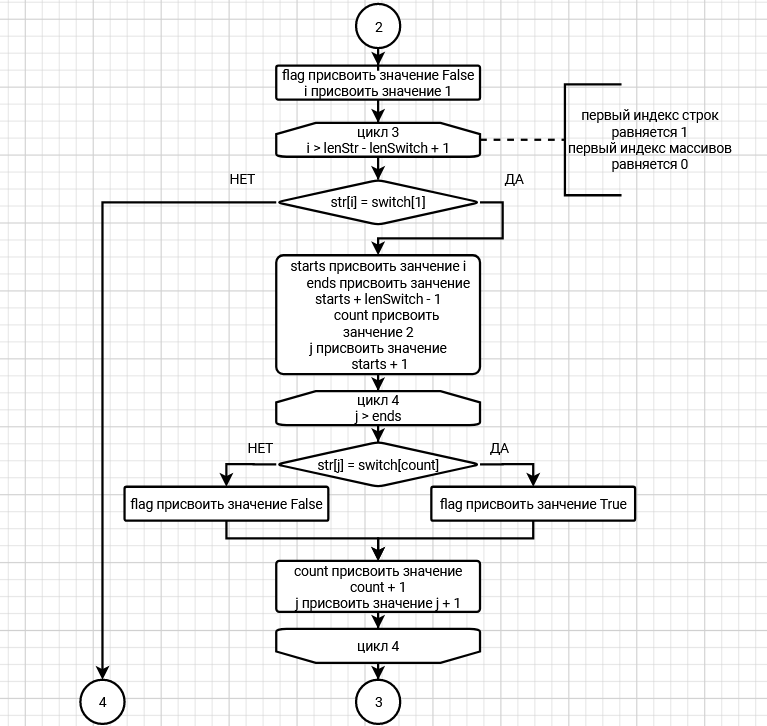 2
flag присвоить значение False
i присвоить значение 1
цикл 3
i > lenStr - lenSwitch + 1
первый индекс строк
равняется 1
первый индекс массивов
равняется 0
НЕТ
ДА
str[i] = switch[1]
starts присвоить занчение i
ends присвоить занчение
starts + lenSwitch - 1
count присвоить
занчение 2
j присвоить значение
starts + 1
цикл 4
j > ends
НЕТ
ДА
str[j] = switch[count]
flag присвоить значение False
flag присвоить занчение True
count присвоить значение
count + 1
j присвоить значение j + 1
цикл 4
4
3